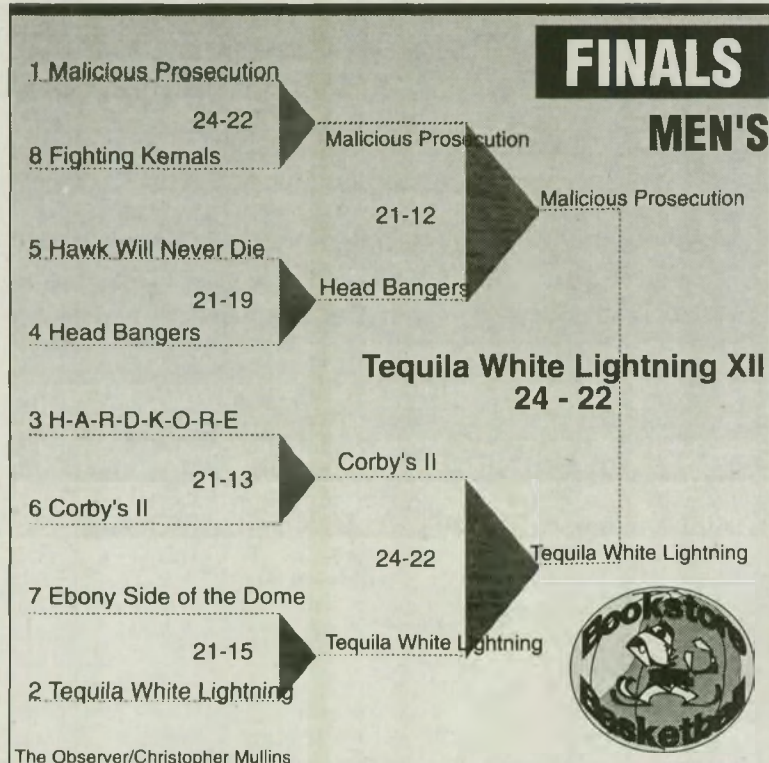 FINALS
MEN'S
1 Malicious Prosecution
24-22
8 Fighting Kernals
Malicious Prosecution
21-12
Malicious Prosecution
5 Hawk Will Never Die
21-19
4 Head Bangers
Head Bangers
Tequila White Lightning XII
24 - 22
3 H-A-R-D-K-O-R-E
21-13
6 Corby's II
Corby's II
24-22
Tequila White Lightning
7 Ebony Side of the Dome
21-15
2 Tequila White Lightning
Tequila White Lightning
Bookstore
Basketball
The Observer/Christopher Mullins